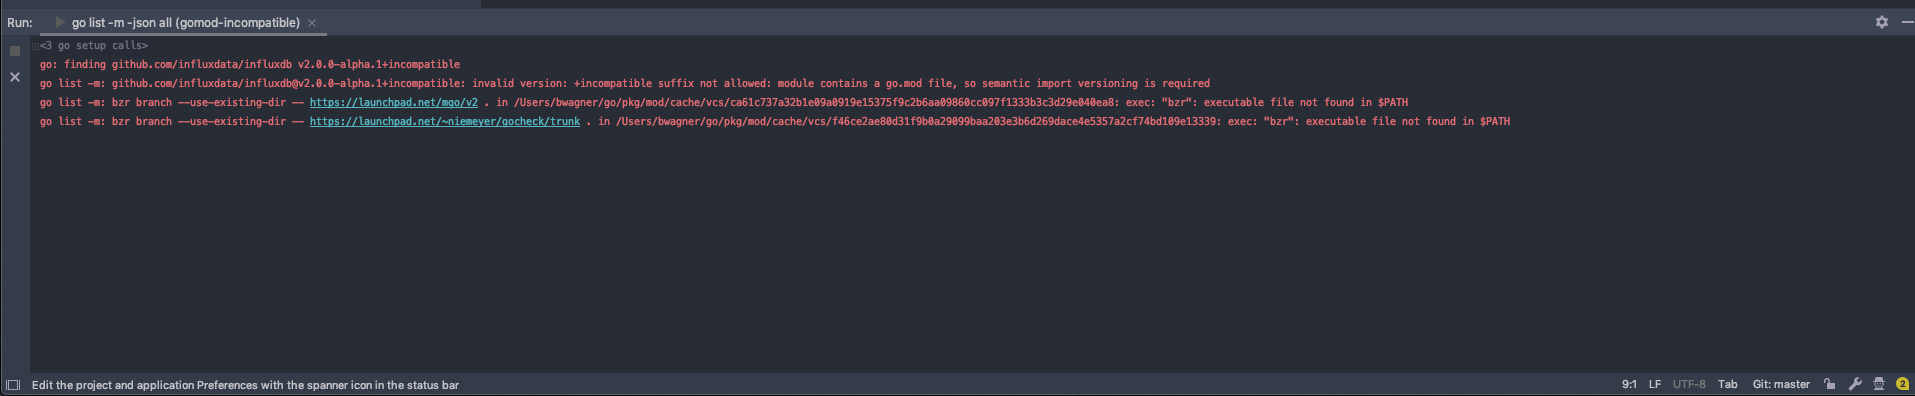 Run: go list -m -json all (gomod-incompatible)
<3 go setup calls>
go: finding github.com/influxdata/influxdb v2.0.0-alpha.1+incompatible
go list -m: github.com/influxdata/influxdb@v2.0.0-alpha.1+incompatible: invalid version: +incompatible suffix not allowed: module contains a go.mod file, so semantic import versioning is required
go list -m: bzr branch --use-existing-dir -- https://launchpad.net/mgo/v2 . in /Users/bwagner/go/pkg/mod/cache/vcs/ca61c737a32b1e09a0919e15375f9c2b6aa09860cc097f1333b3c3d29e040ea8: exec: "bzr": executable file not found in $PATH
go list -m: bzr branch --use-existing-dir -- https://launchpad.net/~niemeyer/gocheck/trunk . in /Users/bwagner/go/pkg/mod/cache/vcs/f46ce2ae80d31f9b0a29099baa203e3b6d269dace4e5357a2cf74bd109e13339: exec: "bzr": executable file not found in $PATH
Edit the project and application Preferences with the spanner icon in the status bar 9:1 LF UTF-8 Tab Git: master 2